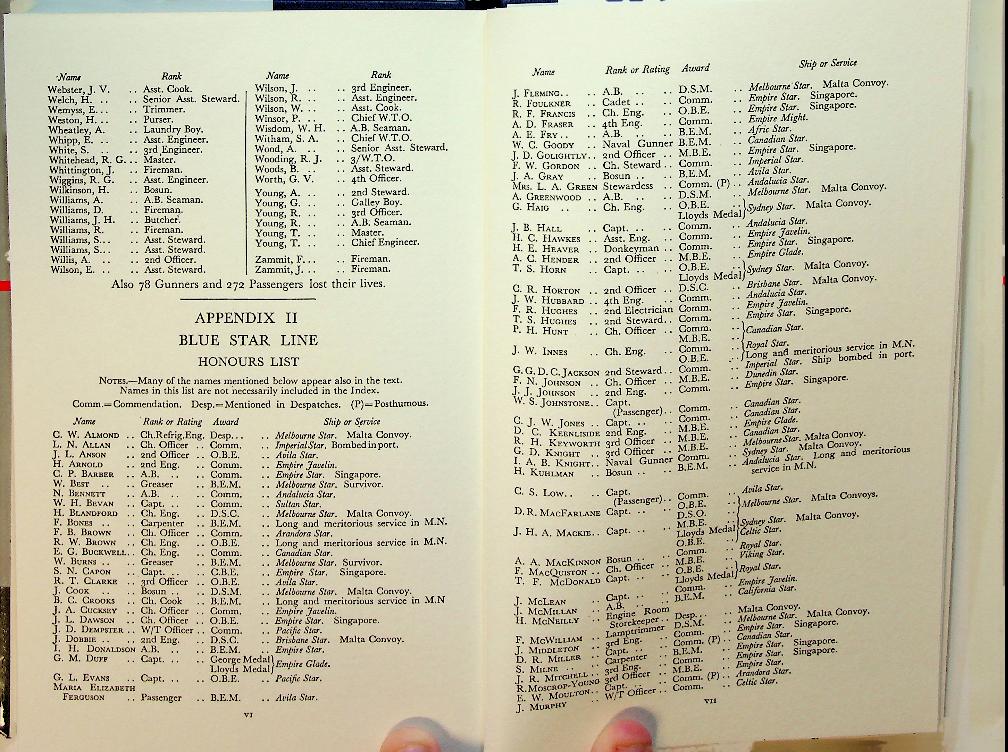 Name Rank Name Rank
Webster, J. V. .. Asst. Cook. Wilson, J. .. .. 3rd Engineer.
Welch, H. .. .. Senior Asst. Steward. Wilson, R. .. .. Asst. Engineer.
Wemyss, E. .. .. Trimmer. Wilson, W. .. .. Asst. Cook.
Weston, H. .. .. Purser. Winsor, P. .. .. Chief W.T.O.
Wheatley, A. .. Laundry Boy. Wisdom, W. H. .. A.B. Seaman.
Whipp, E. .. .. Asst. Engineer. Witham, S. A. .. Chief W.T.O.
White, S. .. .. 3rd Engineer. Wood, A. .. .. Senior Asst. Steward.
Whitehead, R. G. .. Master. Wooding, R. J. .. 3/W.T.O.
Whittington, J. .. Fireman. Woods, B. .. .. Asst. Steward.
Wiggins, R. G. .. Asst. Engineer. Worth, G. V. .. 4th Officer.
Wilkinson, H. .. Bosun.
Williams, A. .. A.B. Seaman. Young, A. .. .. 2nd Steward.
Williams, D. .. Fireman. Young, G. .. .. Galley Boy.
Williams, J. H. .. Butcher. Young, R. .. .. 3rd Officer.
Williams, R. .. Fireman. Young, R. .. .. A.B. Seaman.
Williams, S. .. .. Asst. Steward. Young, T. .. .. Master.
Williams, S. .. .. Asst. Steward. Young, T. .. .. Chief Engineer.
Willis, A. .. .. 2nd Officer. Zammit, F. .. .. Fireman.
Wilson, E. .. .. Asst. Steward. Zammit, J. .. .. Fireman.
Also 78 Gunners and 272 Passengers lost their lives.
APPENDIX II
BLUE STAR LINE
HONOURS LIST
NOTES.—Many of the names mentioned below appear also in the text.
Names in this list are not necessarily included in the Index.
Comm.=Commendation. Desp.=Mentioned in Despatches. (P)=Posthumous.
Name Rank or Rating Award Ship or Service
C. W. ALMOND .. Ch.Refrig.Eng. Desp. .. .. Melbourne Star. Malta Convoy.
L. N. ALLAN .. Ch. Officer .. Comm. .. Imperial Star. Bombed in port.
J. L. ANSON .. 2nd Officer .. O.B.E. .. Avila Star.
H. ARNOLD .. 2nd Eng. .. Comm. .. Empire Javelin.
C. P. BARBER .. A.B. .. .. Comm. .. Empire Star. Singapore.
W. BEST .. .. Greaser .. B.E.M. .. Melbourne Star. Survivor.
N. BENNETT .. A.B. .. .. Comm. .. Andalucia Star.
W. H. BEVAN .. Capt. .. .. Comm. .. Sultan Star.
H. BLANDFORD .. Ch. Eng. .. D.S.C. .. Melbourne Star. Malta Convoy.
F. BONES .. .. Carpenter .. B.E.M. .. Long and meritorious service in M.N.
F. B. BROWN .. Ch. Officer .. Comm. .. Arandora Star.
R. W. BROWN .. Ch. Eng. .. O.B.E. .. Long and meritorious service in M.N.
E. G. BUCKWELL .. Ch. Eng. .. Comm. .. Canadian Star.
W. BURNS .. .. Greaser .. B.E.M. .. Melbourne Star. Survivor.
S. N. CAPON .. Capt. .. .. C.B.E. .. Empire Star. Singapore.
R. T. CLARKE .. 3rd Officer .. O.B.E. .. Avila Star.
J. COOK .. .. Bosun .. .. D.S.M. .. Melbourne Star. Malta Convoy.
B. C. CROOKS .. Ch. Cook .. B.E.M. .. Long and meritorious service in M.N
J. A. CUCKSEY .. Ch. Officer .. Comm. .. Empire Javelin.
J. L. DAWSON .. Ch. Officer .. O.B.E. .. Empire Star. Singapore.
J. D. DEMPSTER .. W/T Officer .. Comm. .. Pacific Star.
J. DOBBIE .. .. 2nd Eng. .. D.S.C. .. Brisbane Star. Malta Convoy.
I. H. DONALDSON A.B. .. .. B.E.M. .. Empire Star.
G. M. DUFF .. Capt. .. .. George Medal } Empire Glade.
Lloyds Medal
G. L. EVANS .. Capt. .. .. O.B.E. .. Pacific Star.
MARIA ELIZABETH
FERGUSON .. Passenger .. B.E.M. .. Avila Star.
VI
Name Rank or Rating Award Ship or Service
J. FLEMING .. .. A.B. .. .. D.S.M. .. Melbourne Star. Malta Convoy.
R. FOULKNER .. Cadet .. .. Comm. .. Empire Star. Singapore.
R. F. FRANCIS .. Ch. Eng. .. O.B.E. .. Empire Star. Singapore.
A. D. FRASER .. 4th Eng. .. Comm. .. Empire Might.
A. E. FRY .. .. A.B. .. .. B.E.M. .. Afric Star.
W. C. GOODY .. Naval Gunner B.E.M. .. Canadian Star.
J. D. GOLIGHTLY .. 2nd Officer .. M.B.E. .. Empire Star. Singapore.
F. W. GORDON .. Ch. Steward .. Comm. .. Imperial Star.
J. A. GRAY .. Bosun .. .. B.E.M. .. Avila Star.
MRS. L. A. GREEN Stewardess .. Comm. (P) .. Andalucia Star.
A. GREENWOOD .. A.B. .. .. D.S.M. .. Melbourne Star. Malta Convoy.
G. HAIG .. .. Ch. Eng. .. O.B.E. .. } Sydney Star. Malta Convoy.
Lloyds Medal
J. B. HALL .. Capt. .. .. Comm. .. Andalucia Star.
H. C. HAWKES .. Asst. Eng. .. Comm. .. Empire Javelin.
H. E. HEAVER .. Donkeyman .. Comm. .. Empire Star. Singapore.
A. C. HENDER .. 2nd Officer .. M.B.E. .. Empire Glade.
T. S. HORN .. Capt. .. .. O.B.E. .. } Sydney Star. Malta Convoy.
Lloyds Medal
C. R. HORTON .. 2nd Officer .. D.S.C. .. Brisbane Star. Malta Convoy.
J. W. HUBBARD .. 4th Eng. .. Comm. .. Andalucia Star.
F. R. HUGHES .. 2nd Electrician Comm. .. Empire Javelin.
T. S. HUGHES .. 2nd Steward .. Comm. .. Empire Star. Singapore.
P. H. HUNT .. Ch. Officer .. Comm. .. } Canadian Star.
M.B.E. ..
J. W. INNES .. Ch. Eng. .. Comm. .. } Royal Star.
O.B.E. .. Long and meritorious service in M.N.
G. G. D. C. JACKSON 2nd Steward .. Comm. .. Imperial Star. Ship bombed in port.
F. N. JOHNSON .. Ch. Officer .. M.B.E. .. Dunedin Star.
J. J. JOHNSON .. 2nd Eng. .. Comm. .. Empire Star. Singapore.
W. S. JOHNSTONE .. Capt.
(Passenger) .. Comm. .. Canadian Star.
C. J. W. JONES .. Capt. .. .. Comm. .. Canadian Star.
D. C. KEENLISIDE 2nd Eng. .. M.B.E. .. Empire Glade.
R. H. KEYWORTH 3rd Officer .. M.B.E. .. Canadian Star.
G. D. KNIGHT .. 3rd Officer .. M.B.E. .. Melbourne Star. Malta Convoy.
I. A. B. KNIGHT .. Naval Gunner Comm. .. Sydney Star. Malta Convoy.
H. KUHLMAN .. Bosun .. .. B.E.M. .. Andalucia Star. Long and meritorious
service in M.N.
C. S. LOW .. .. Capt.
(Passenger) .. Comm. .. Avila Star.
D. R. MACFARLANE Capt. .. .. O.B.E. .. } Melbourne Star. Malta Convoys.
D.S.O. ..
J. H. A. MACKIE .. Capt. .. .. M.B.E. .. } Sydney Star. Malta Convoy.
Lloyds Medal Celtic Star.
A. A. MACKINNON Bosun .. .. O.B.E. .. Royal Star.
F. MACQUISTON .. Ch. Officer .. Comm. .. Viking Star.
T. F. MCDONALD Capt. .. .. M.B.E. .. } Royal Star.
O.B.E. ..
Lloyds Medal
J. MCLEAN .. Capt. .. .. Comm. .. Empire Javelin.
J. MCMILLAN .. A.B. .. .. B.E.M. .. California Star.
H. MCNEILLY .. Engine Room
Storekeeper .. Desp. .. Malta Convoy.
F. MCWILLIAM .. Lamptrimmer D.S.M. .. Melbourne Star. Malta Convoy.
J. MIDDLETON .. 3rd Eng. .. Comm. .. Empire Star. Singapore.
D. R. MILLER .. Capt. .. .. Comm. (P) .. Canadian Star.
S. MILNE .. .. Carpenter .. B.E.M. .. Empire Star. Singapore.
J. R. MITCHELL .. 3rd Eng. .. Comm. .. Empire Star. Singapore.
R. MOSCROP-YOUNG 3rd Officer .. M.B.E. .. Empire Star.
E. W. MOULTON .. Capt. .. .. Comm. (P) .. Arandora Star.
J. MURPHY .. W/T Officer .. Comm. .. Celtic Star.
VII